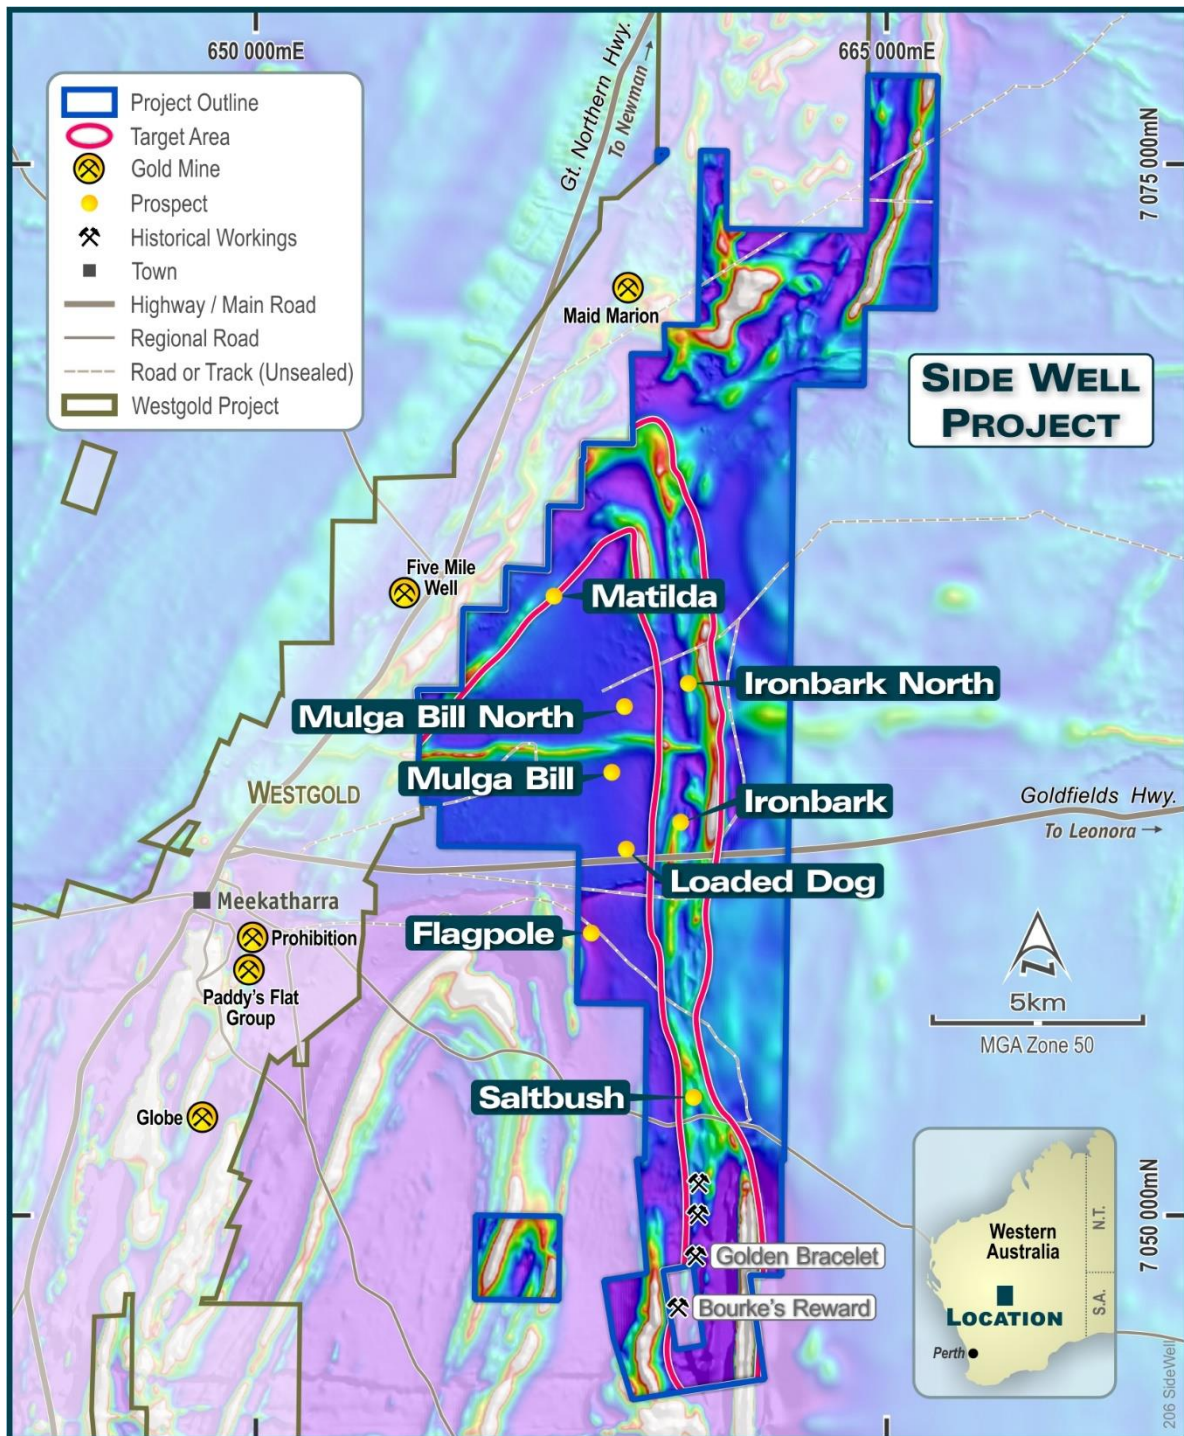 650 000mE
665 000mE
Gt. Northern Hwy.
To Newman
7 075 000mN
Project Outline
Target Area
Gold Mine
Prospect
Historical Workings
Town
Highway / Main Road
Regional Road
Road or Track (Unsealed)
Westgold Project
Maid Marion
SIDE WELL
PROJECT
Five Mile
Well
Matilda
Ironbark North
Mulga Bill North
Mulga Bill
WESTGOLD
Ironbark
Goldfields Hwy.
To Leonora
Loaded Dog
Meekatharra
Flagpole
Prohibition
Paddy's Flat
Group
N
5km
MGA Zone 50
Saltbush
Globe
7 050 000mN
Western
Australia
N.T.
S.A.
LOCATION
Perth
Golden Bracelet
Bourke's Reward
206 SideWell